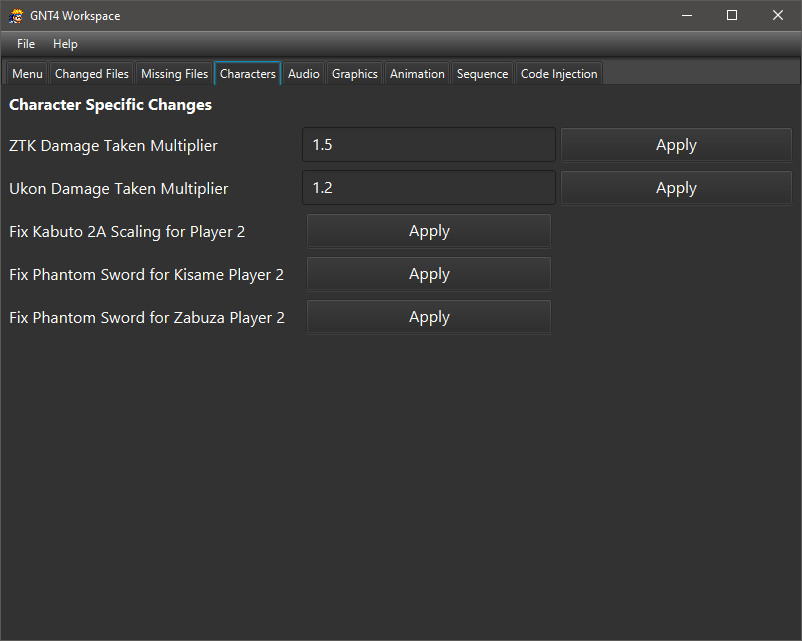 GNT4 Workspace
File Help
Menu Changed Files Missing Files Characters Audio Graphics Animation Sequence Code Injection
Character Specific Changes
ZTK Damage Taken Multiplier 1.5 Apply
Ukon Damage Taken Multiplier 1.2 Apply
Fix Kabuto 2A Scaling for Player 2 Apply
Fix Phantom Sword for Kisame Player 2 Apply
Fix Phantom Sword for Zabuza Player 2 Apply